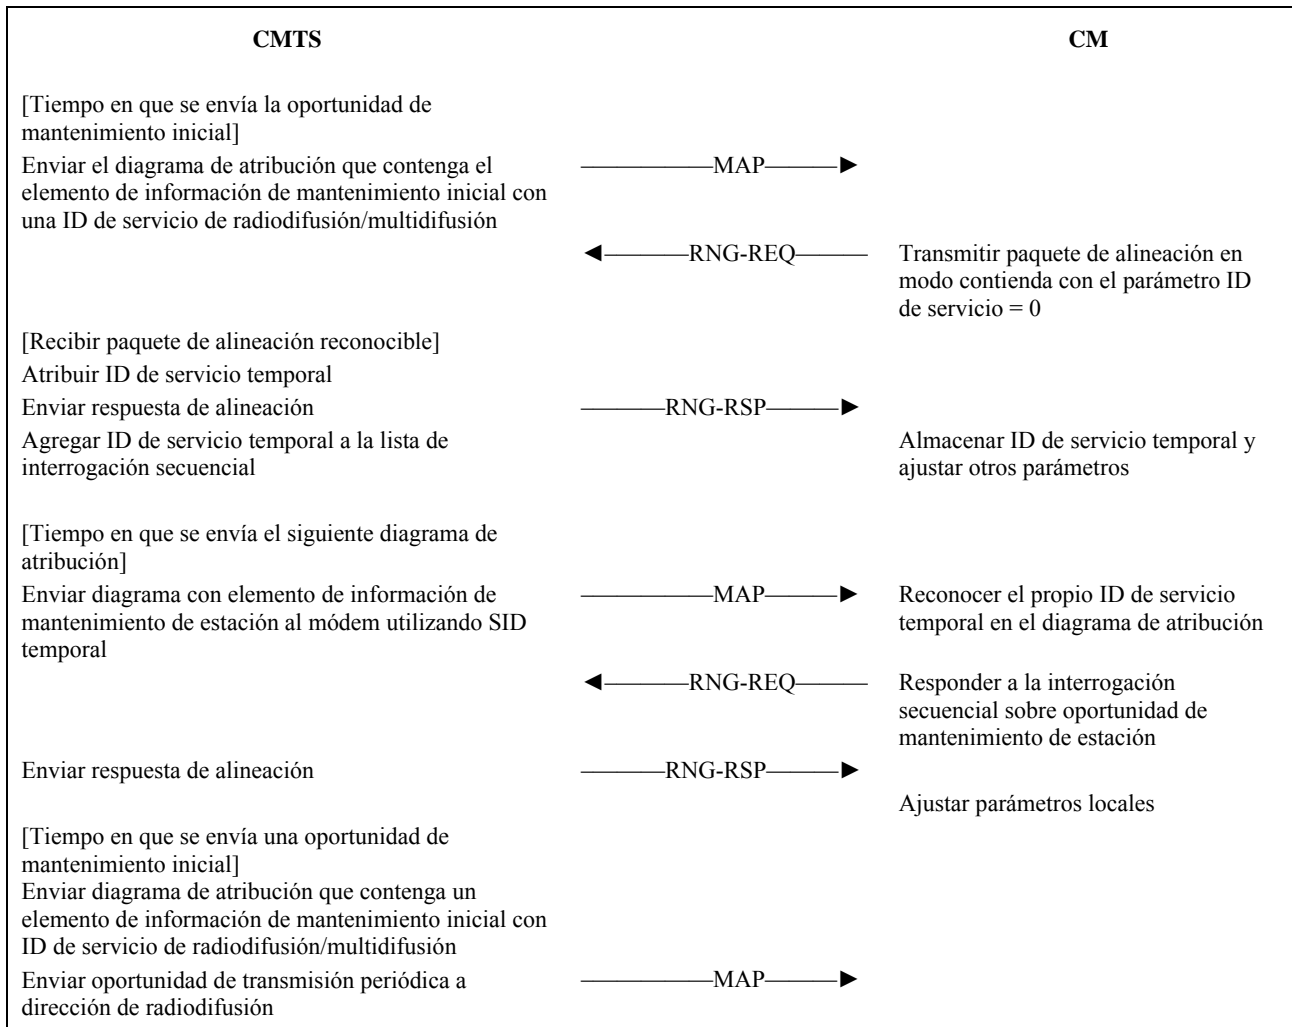 CMTS CM
[Tiempo en que se envía la oportunidad de
mantenimiento inicial]
Enviar el diagrama de atribución que contenga el
elemento de información de mantenimiento inicial con
una ID de servicio de radiodifusión/multidifusión
MAP
RNG-REQ
Transmitir paquete de alineación en
modo contienda con el parámetro ID
de servicio = 0
[Recibir paquete de alineación reconocible]
Atribuir ID de servicio temporal
Enviar respuesta de alineación
RNG-RSP
Agregar ID de servicio temporal a la lista de
interrogación secuencial
Almacenar ID de servicio temporal y
ajustar otros parámetros
[Tiempo en que se envía el siguiente diagrama de
atribución]
Enviar diagrama con elemento de información de
mantenimiento de estación al módem utilizando SID
temporal
MAP
Reconocer el propio ID de servicio
temporal en el diagrama de atribución
RNG-REQ
Responder a la interrogación
secuencial sobre oportunidad de
mantenimiento de estación
Enviar respuesta de alineación
RNG-RSP
Ajustar parámetros locales
[Tiempo en que se envía una oportunidad de
mantenimiento inicial]
Enviar diagrama de atribución que contenga un
elemento de información de mantenimiento inicial con
ID de servicio de radiodifusión/multidifusión
Enviar oportunidad de transmisión periódica a
dirección de radiodifusión
MAP